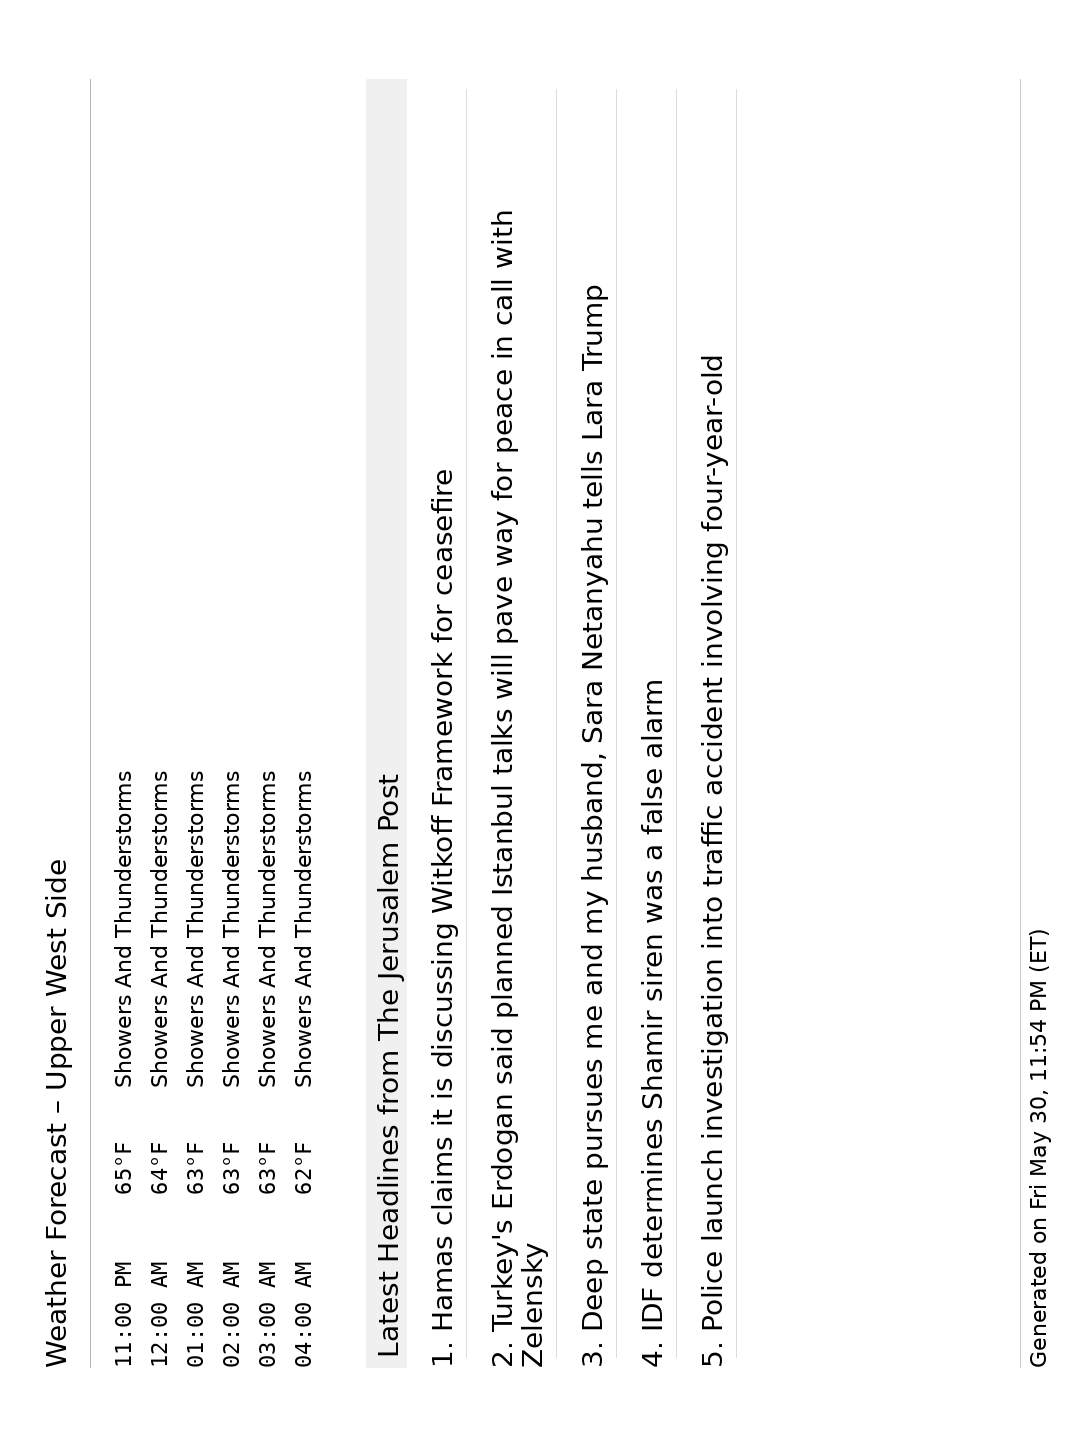 Weather Forecast – Upper West Side
11:00 PM 65°F Showers And Thunderstorms
12:00 AM 64°F Showers And Thunderstorms
01:00 AM 63°F Showers And Thunderstorms
02:00 AM 63°F Showers And Thunderstorms
03:00 AM 63°F Showers And Thunderstorms
04:00 AM 62°F Showers And Thunderstorms
Latest Headlines from The Jerusalem Post
1. Hamas claims it is discussing Witkoff Framework for ceasefire
2. Turkey's Erdogan said planned Istanbul talks will pave way for peace in call with
Zelensky
3. Deep state pursues me and my husband, Sara Netanyahu tells Lara Trump
4. IDF determines Shamir siren was a false alarm
5. Police launch investigation into traffic accident involving four-year-old
Generated on Fri May 30, 11:54 PM (ET)